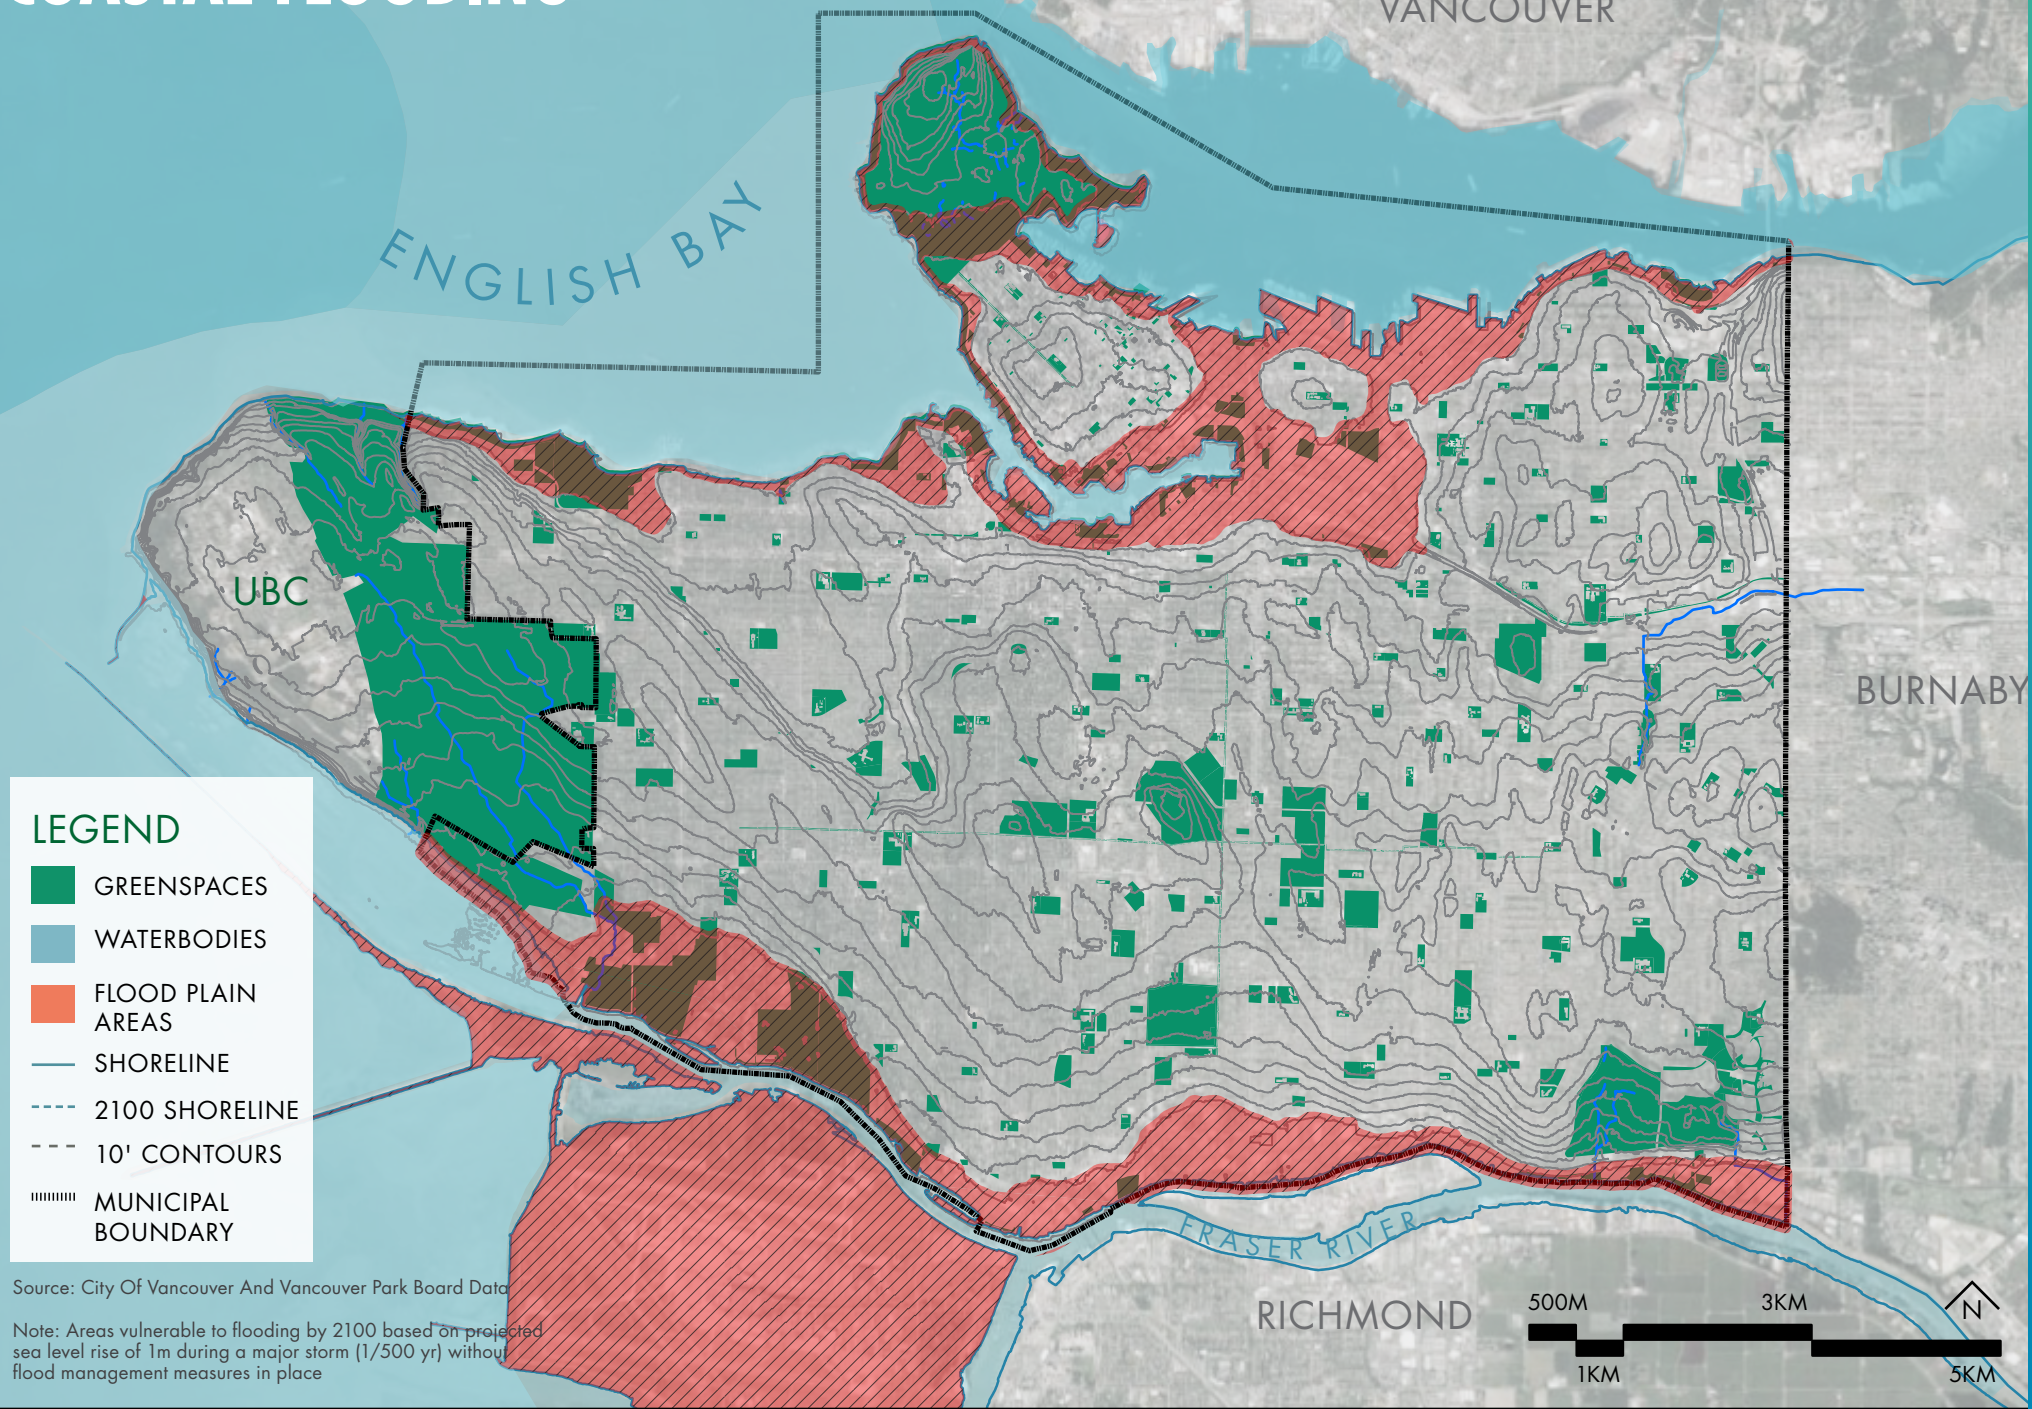 COASTAL FLOODING
VANCOUVER
ENGLISH BAY
UBC
BURNABY
LEGEND
GREENSPACES
WATERBODIES
FLOOD PLAIN
AREAS
SHORELINE
2100 SHORELINE
10' CONTOURS
MUNICIPAL
BOUNDARY
FRASER RIVER
RICHMOND
500M
3KM
N
1KM
5KM
Source: City Of Vancouver And Vancouver Park Board Data
Note: Areas vulnerable to flooding by 2100 based on projected
sea level rise of 1m during a major storm (1/500 yr) without
flood management measures in place